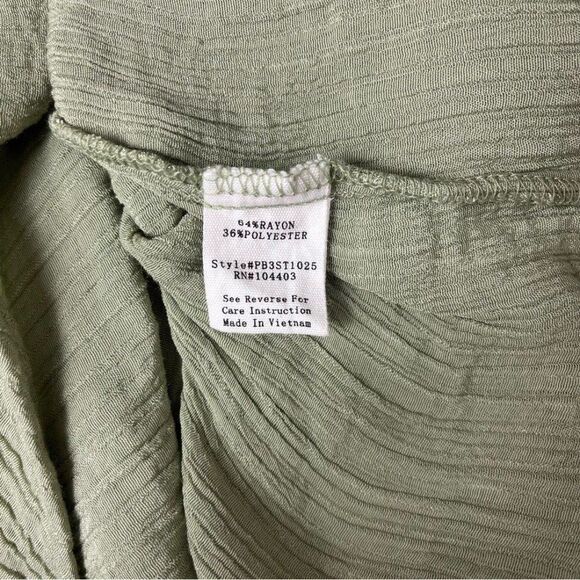 64%RAYON
36%POLYESTER
Style#PB3ST1025
RN#104403
See Reverse For
Care Instruction
Made In Vietnam